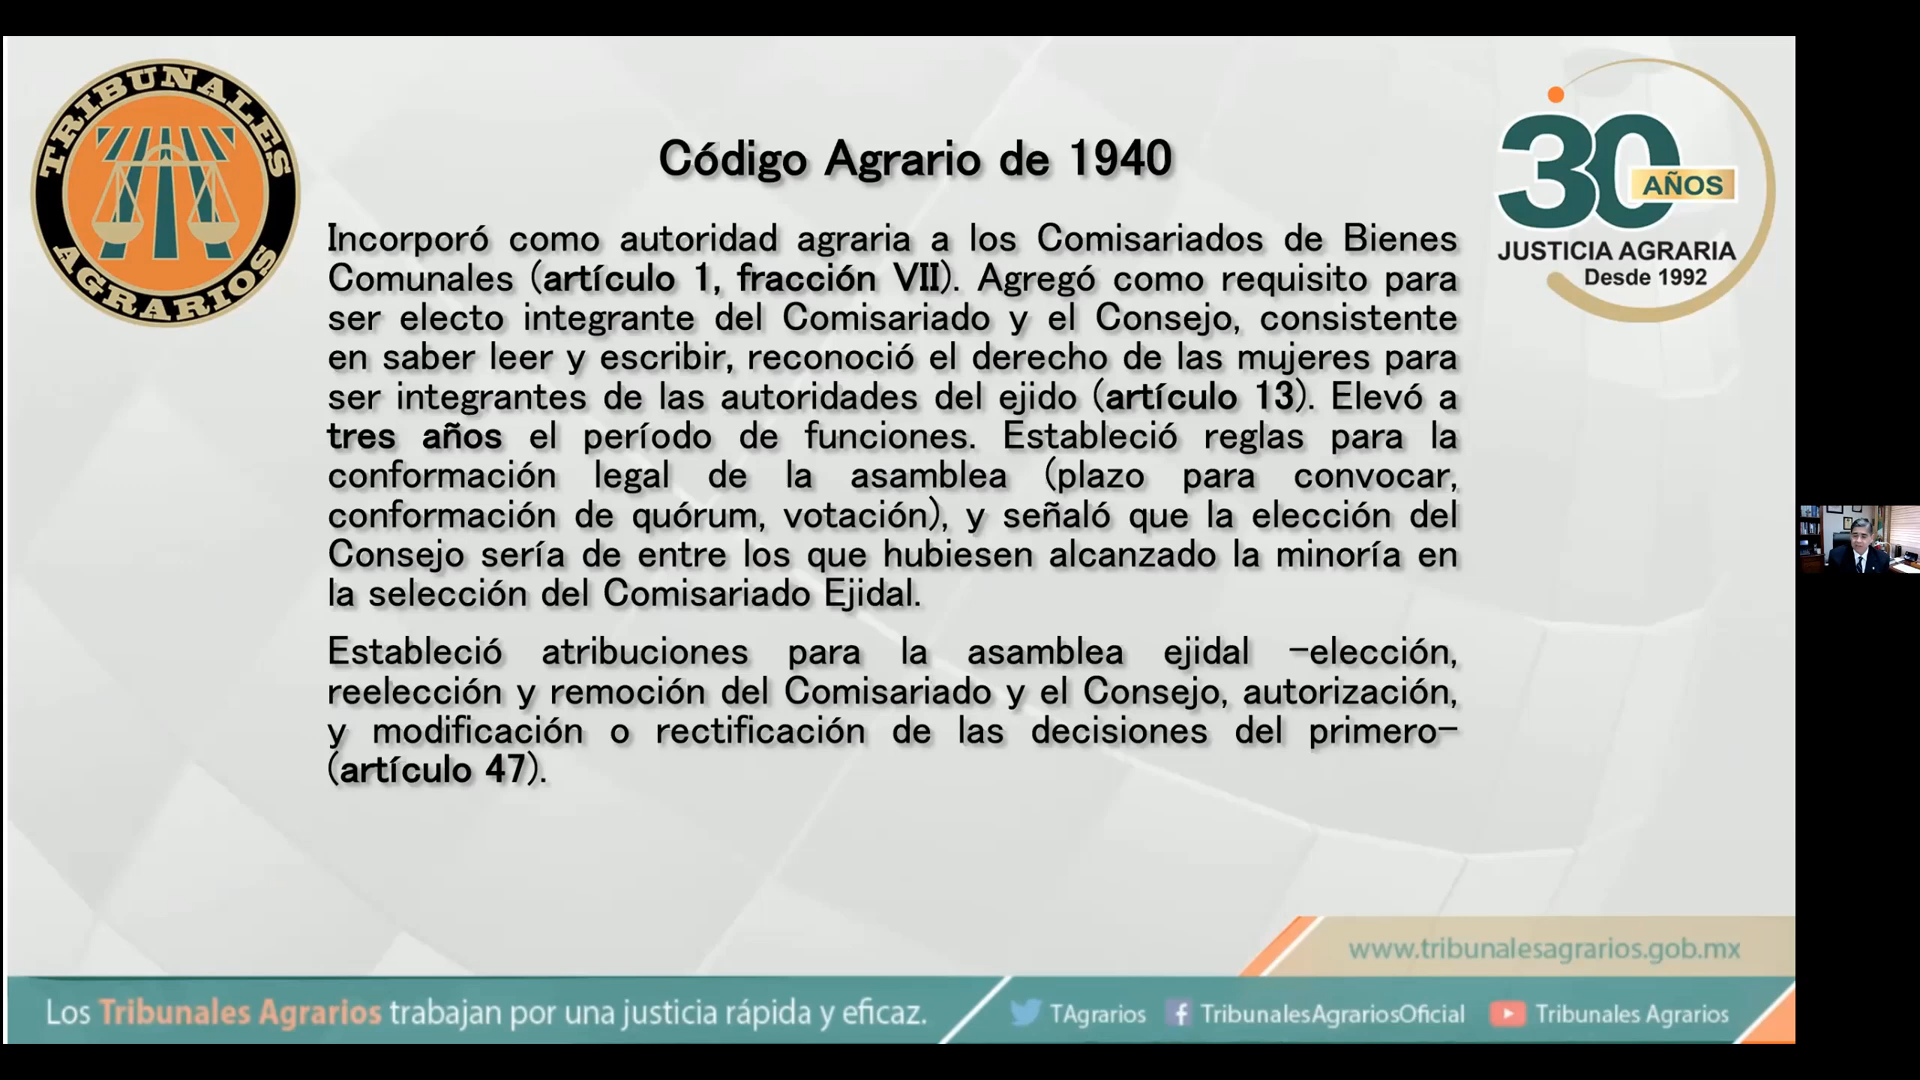 TRIBUNALES
AGRARIOS
30
AÑOS
JUSTICIA AGRARIA
Desde 1992
Código Agrario de 1940
Incorporó como autoridad agraria a los Comisariados de Bienes
Comunales (artículo 1, fracción VII). Agregó como requisito para
ser electo integrante del Comisariado y el Consejo, consistente
en saber leer y escribir, reconoció el derecho de las mujeres para
ser integrantes de las autoridades del ejido (artículo 13). Elevó a
tres años el período de funciones. Estableció reglas para la
conformación legal de la asamblea (plazo para convocar,
conformación de quórum, votación), y señaló que la elección del
Consejo sería de entre los que hubiesen alcanzado la minoría en
la selección del Comisariado Ejidal.
Estableció atribuciones para la asamblea ejidal –elección,
reelección y remoción del Comisariado y el Consejo, autorización,
y modificación o rectificación de las decisiones del primero–
(artículo 47).
www.tribunalesagrarios.gob.mx
Los Tribunales Agrarios trabajan por una justicia rápida y eficaz.
TAgrarios
TribunalesAgrariosOficial
Tribunales Agrarios